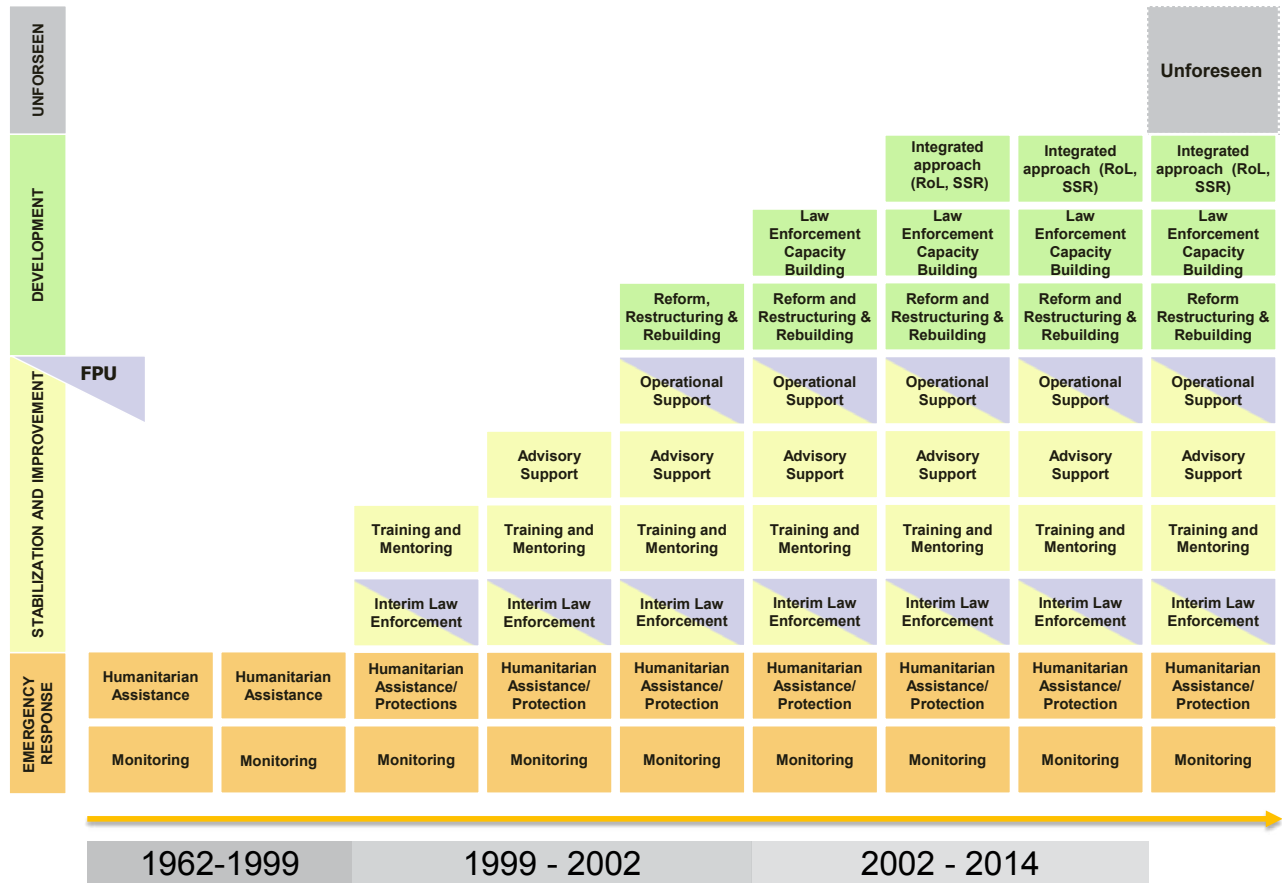 UNFORSEEN
Unforeseen
DEVELOPMENT
Integrated
approach
(RoL, SSR)
Integrated
approach (RoL,
SSR)
Integrated
approach (RoL,
SSR)
Law
Enforcement
Capacity
Building
Law
Enforcement
Capacity
Building
Law
Enforcement
Capacity
Building
Law
Enforcement
Capacity
Building
Reform,
Restructuring &
Rebuilding
Reform and
Restructuring &
Rebuilding
Reform and
Restructuring &
Rebuilding
Reform and
Restructuring &
Rebuilding
Reform
Restructuring &
Rebuilding
STABILIZATION AND IMPROVEMENT
FPU
Operational
Support
Operational
Support
Operational
Support
Operational
Support
Operational
Support
Advisory
Support
Advisory
Support
Advisory
Support
Advisory
Support
Advisory
Support
Advisory
Support
Training and
Mentoring
Training and
Mentoring
Training and
Mentoring
Training and
Mentoring
Training and
Mentoring
Training and
Mentoring
Training and
Mentoring
Interim Law
Enforcement
Interim Law
Enforcement
Interim Law
Enforcement
Interim Law
Enforcement
Interim Law
Enforcement
Interim Law
Enforcement
Interim Law
Enforcement
EMERGENCY
RESPONSE
Humanitarian
Assistance
Humanitarian
Assistance
Humanitarian
Assistance/
Protections
Humanitarian
Assistance/
Protection
Humanitarian
Assistance/
Protection
Humanitarian
Assistance/
Protection
Humanitarian
Assistance/
Protection
Humanitarian
Assistance/
Protection
Humanitarian
Assistance/
Protection
Monitoring
Monitoring
Monitoring
Monitoring
Monitoring
Monitoring
Monitoring
Monitoring
Monitoring
1962-1999
1999 - 2002
2002 - 2014